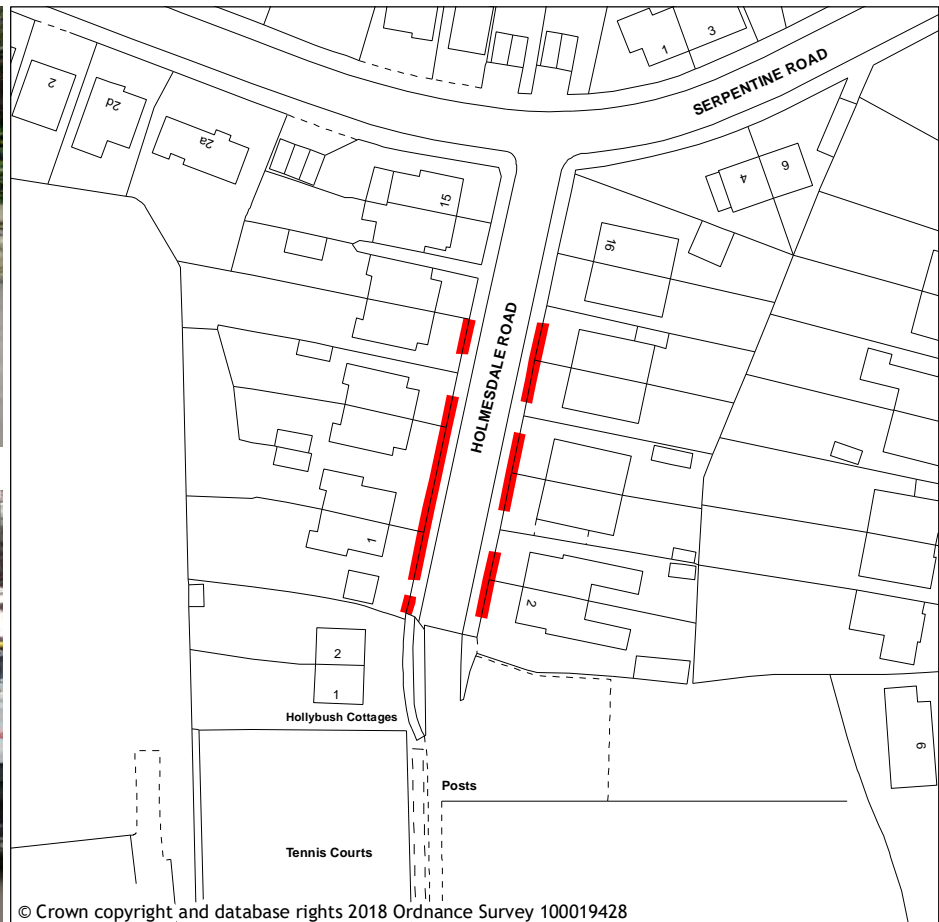 1
3
SERPENTINE ROAD
2
2d
2a
15
4
6
16
HOLMESDALE ROAD
1
2
2
1
Hollybush Cottages
6
Posts
Tennis Courts
© Crown copyright and database rights 2018 Ordnance Survey 100019428